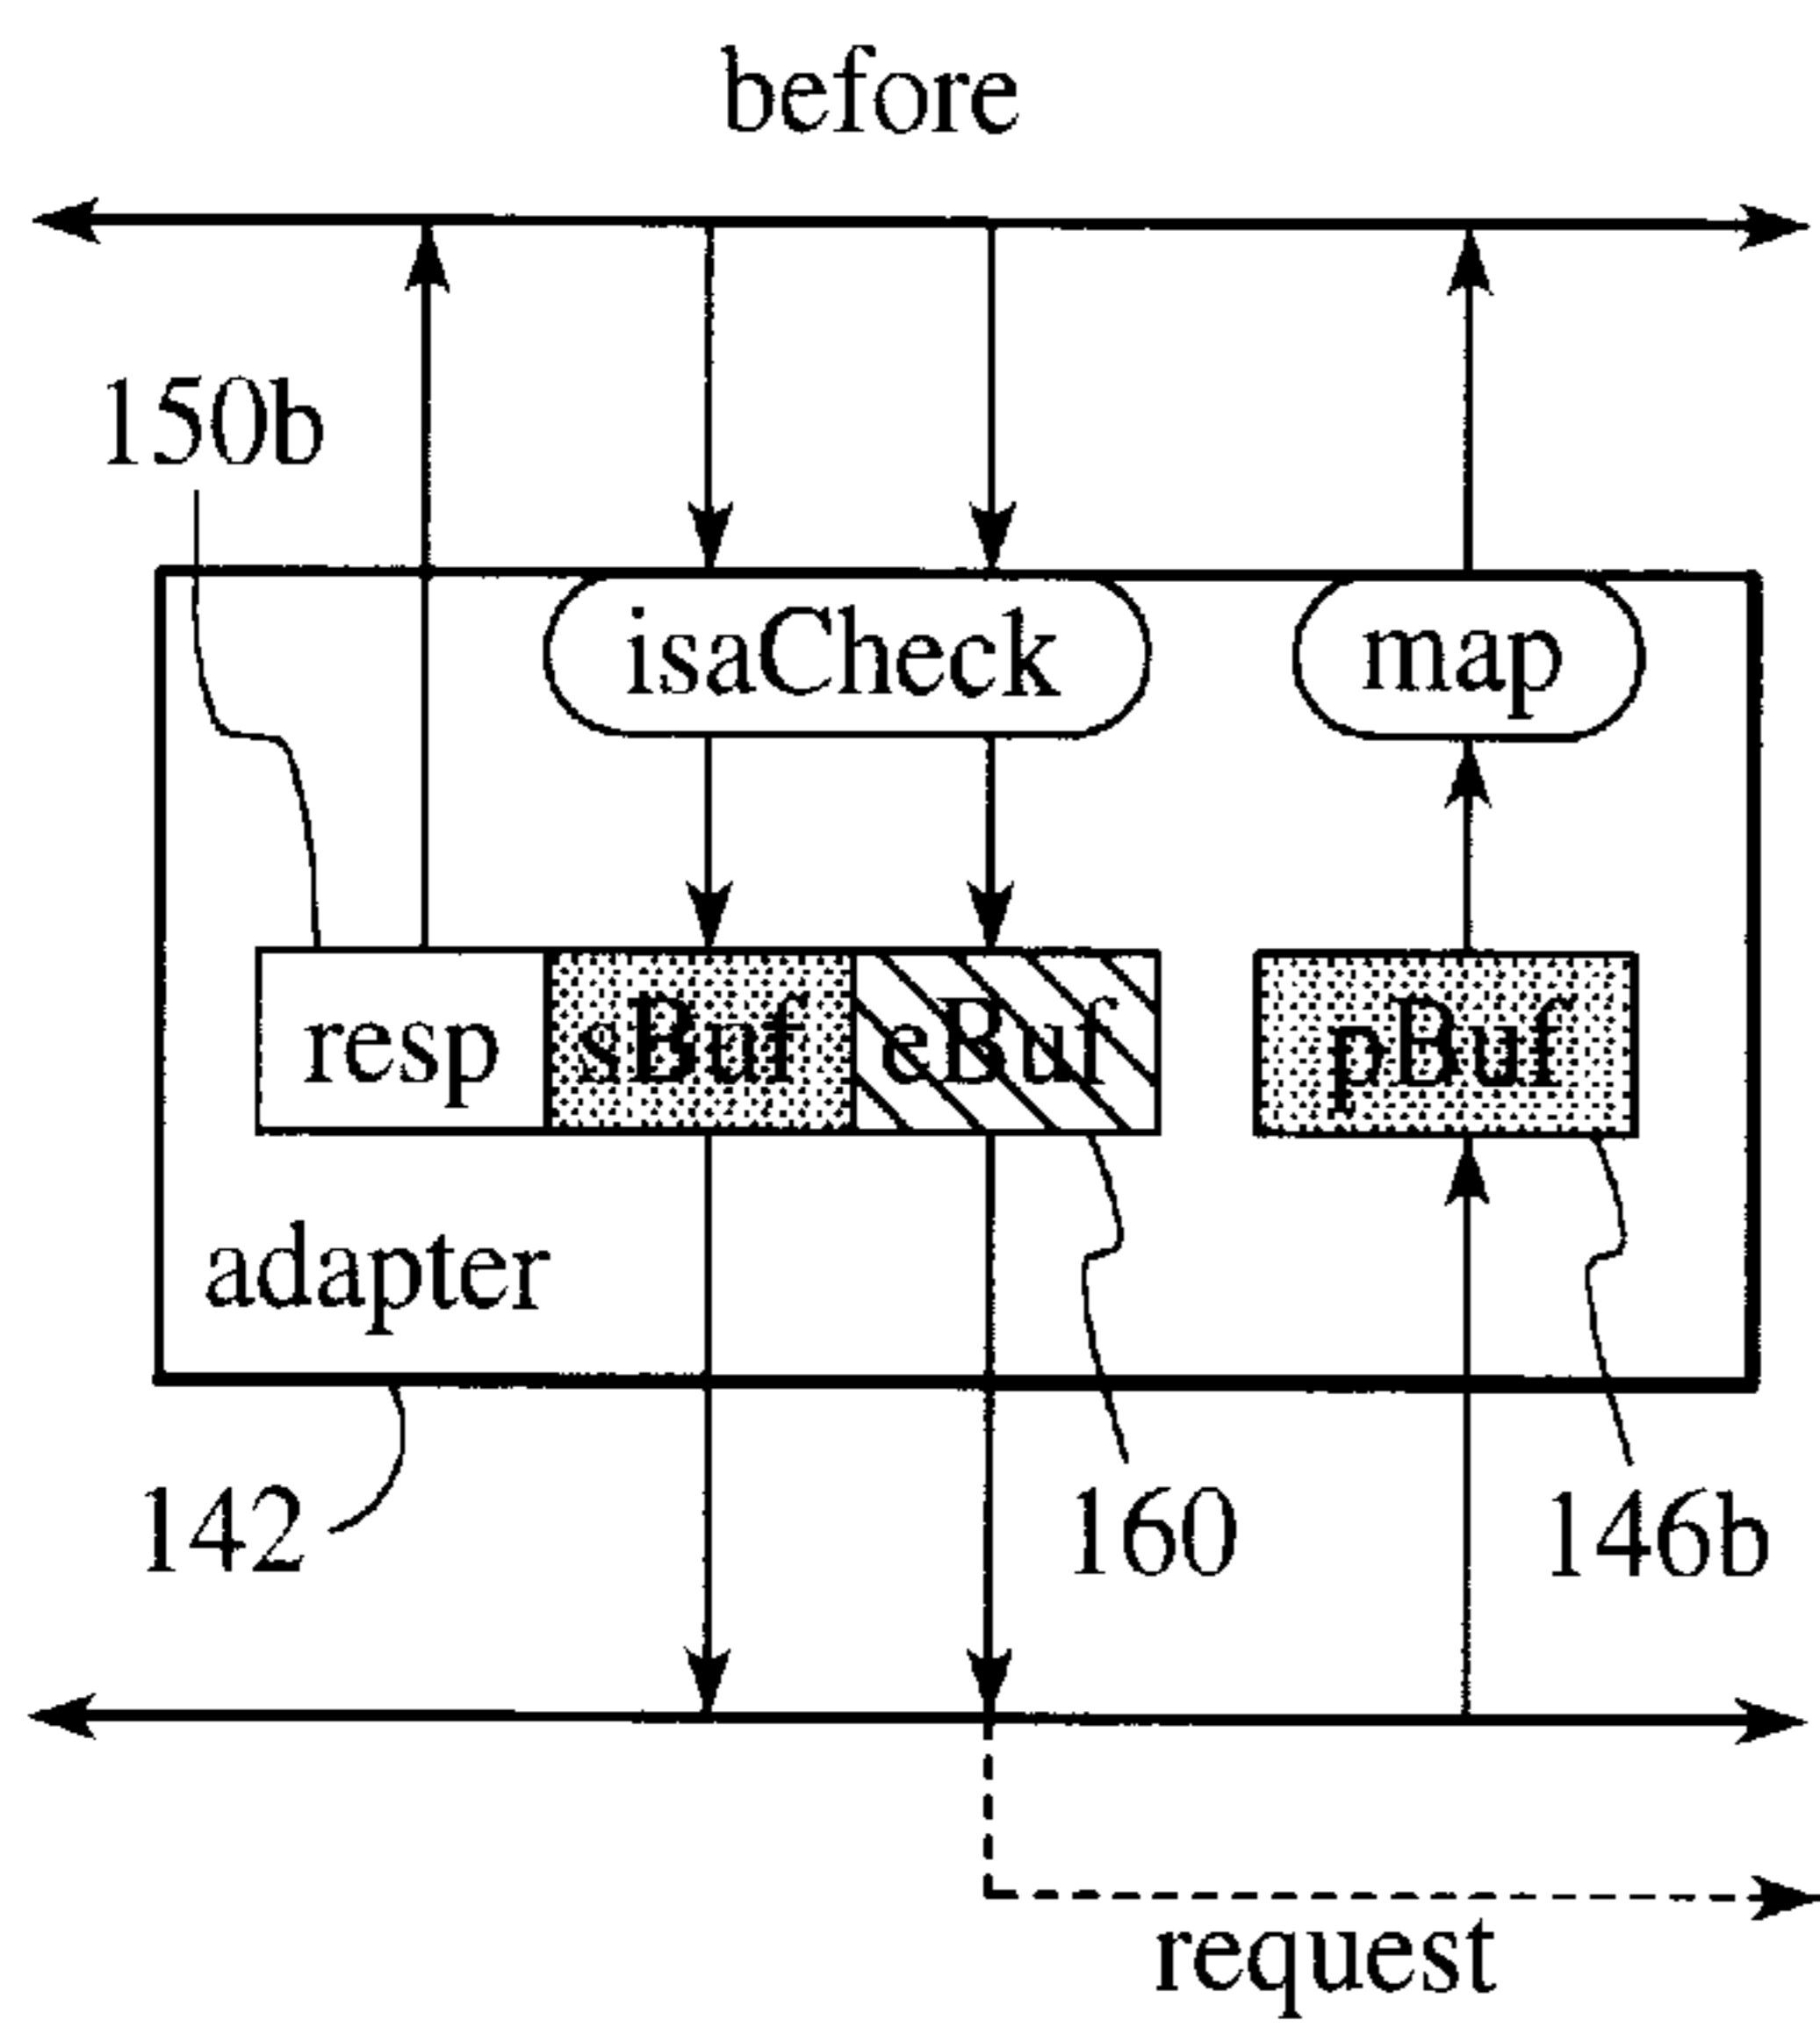 before
150b
isaCheck
map
resp
sBuf
eBuf
pBuf
adapter
142
160
146b
request